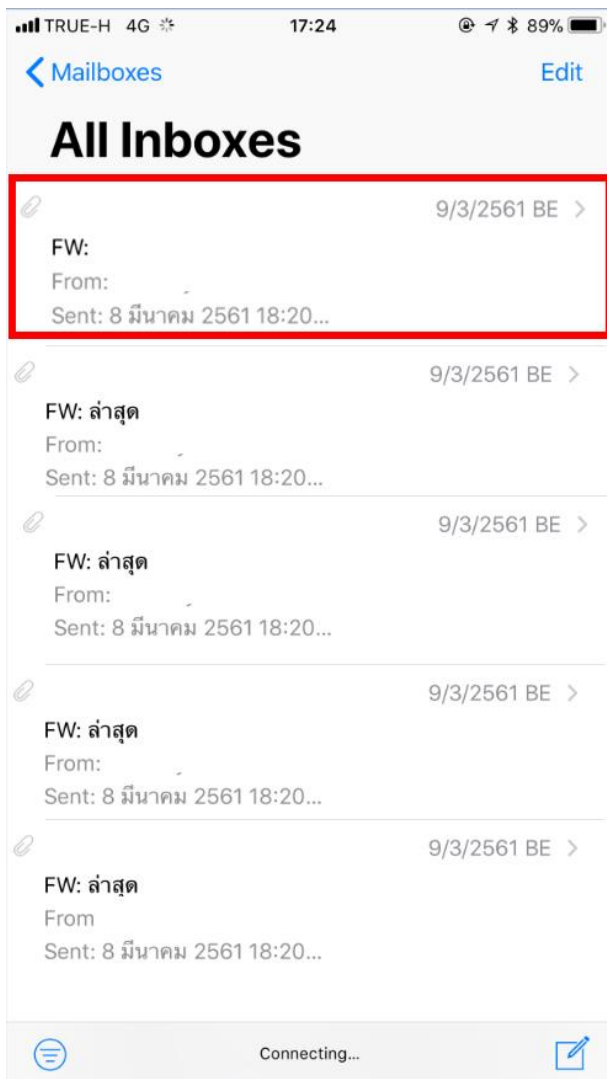 TRUE-H 4G 17:24 89%
Mailboxes Edit
All Inboxes
9/3/2561 BE
FW:
From:
Sent: 8 มีนาคม 2561 18:20...
9/3/2561 BE
FW: ล่าสุด
From:
Sent: 8 มีนาคม 2561 18:20...
9/3/2561 BE
FW: ล่าสุด
From:
Sent: 8 มีนาคม 2561 18:20...
9/3/2561 BE
FW: ล่าสุด
From:
Sent: 8 มีนาคม 2561 18:20...
9/3/2561 BE
FW: ล่าสุด
From
Sent: 8 มีนาคม 2561 18:20...
Connecting...